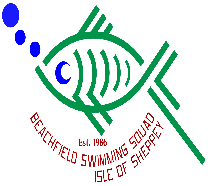 Est. 1986
BEACHFIELD SWIMMING SQUAD
ISLE OF SHEPPEY